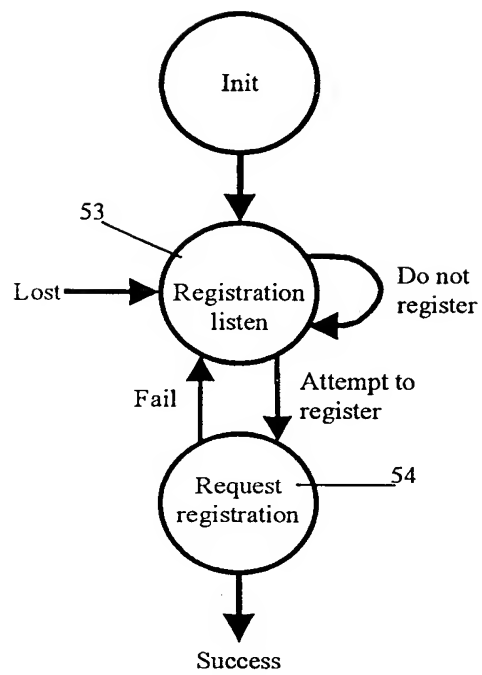 Init
53
Lost
Registration
listen
Do not
register
Fail
Attempt to
register
Request
registration
54
Success